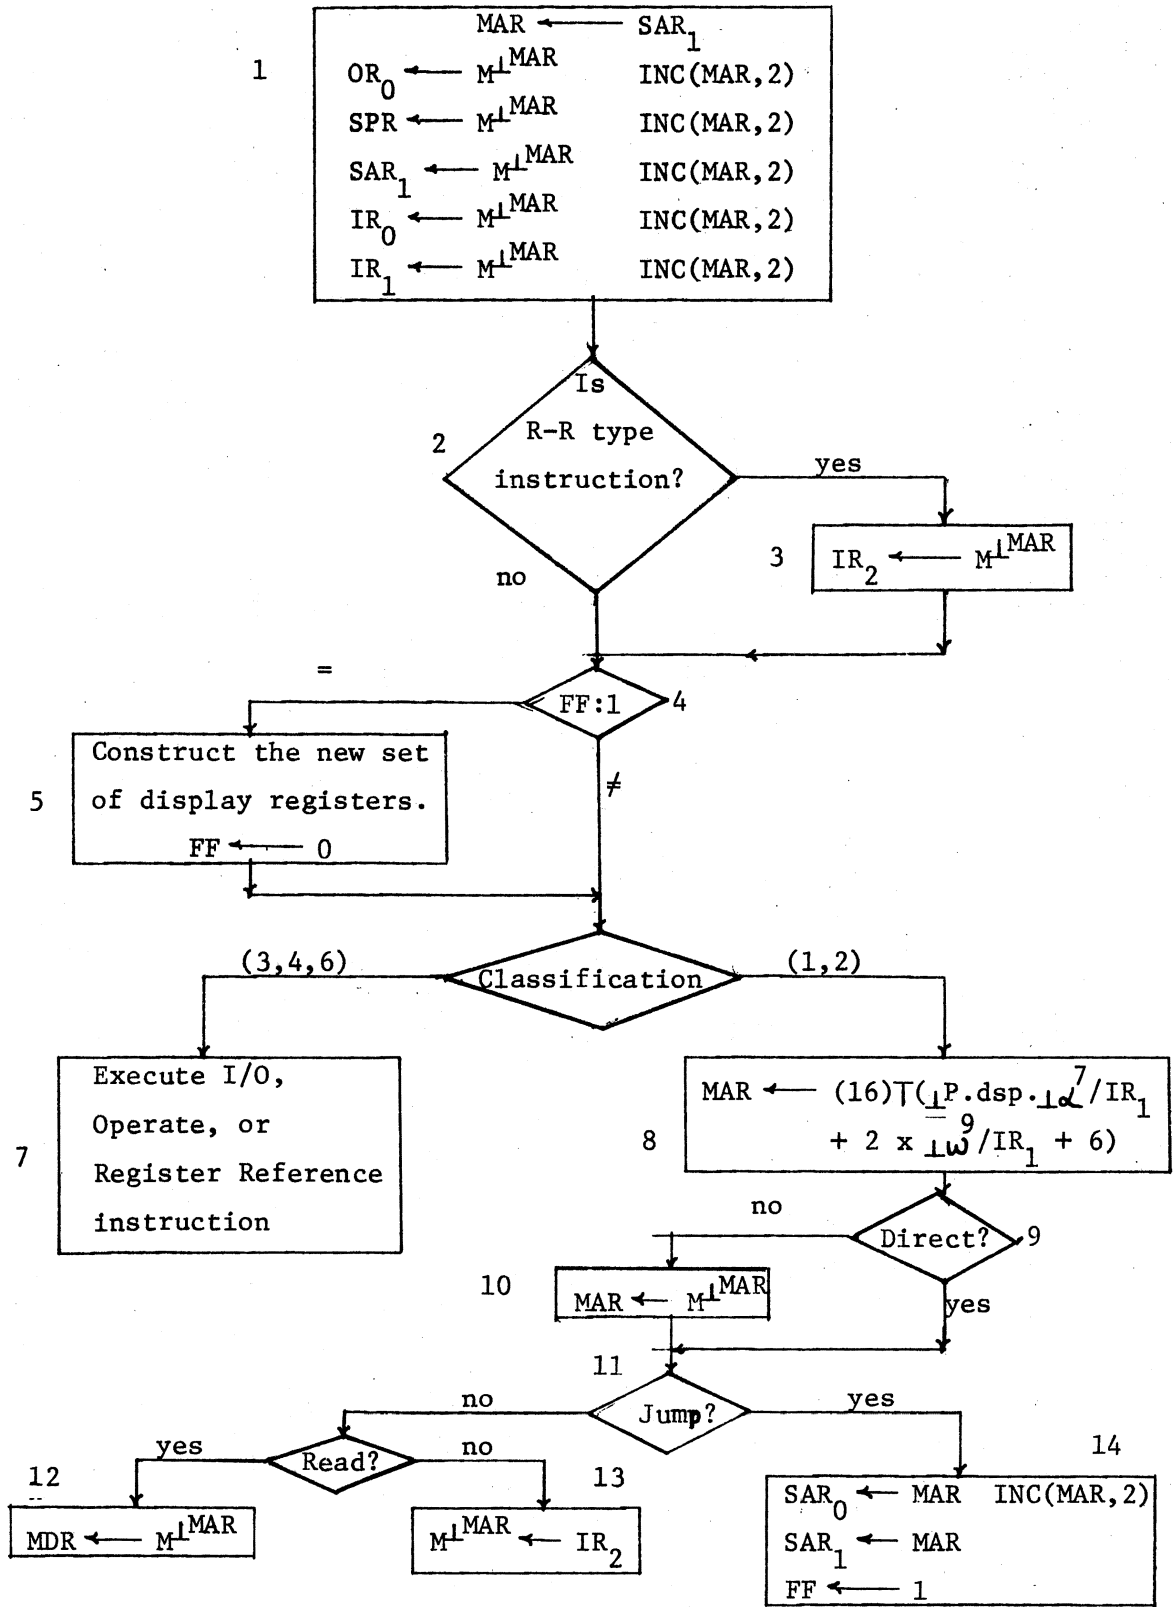 MAR ← SAR₁
1
OR₀ ← M⊥MAR INC(MAR,2)
SPR ← M⊥MAR INC(MAR,2)
SAR₁ ← M⊥MAR INC(MAR,2)
IR₀ ← M⊥MAR INC(MAR,2)
IR₁ ← M⊥MAR INC(MAR,2)
Is
R-R type
instruction?
2
yes
no
3
IR₂ ← M⊥MAR
=
FF:1
4
≠
5
Construct the new set
of display registers.
FF ← 0
(3,4,6)
Classification
(1,2)
7
Execute I/O,
Operate, or
Register Reference
instruction
8
MAR ← (16)⊤(⊥P.dsp.⊥α⁷/IR₁
+ 2 x ⊥ω⁹/IR₁ + 6)
no
Direct?
9
yes
10
MAR ← M⊥MAR
11
no
Jump?
yes
yes
Read?
no
12
MDR ← M⊥MAR
13
M⊥MAR ← IR₂
14
SAR₀ ← MAR INC(MAR,2)
SAR₁ ← MAR
FF ← 1